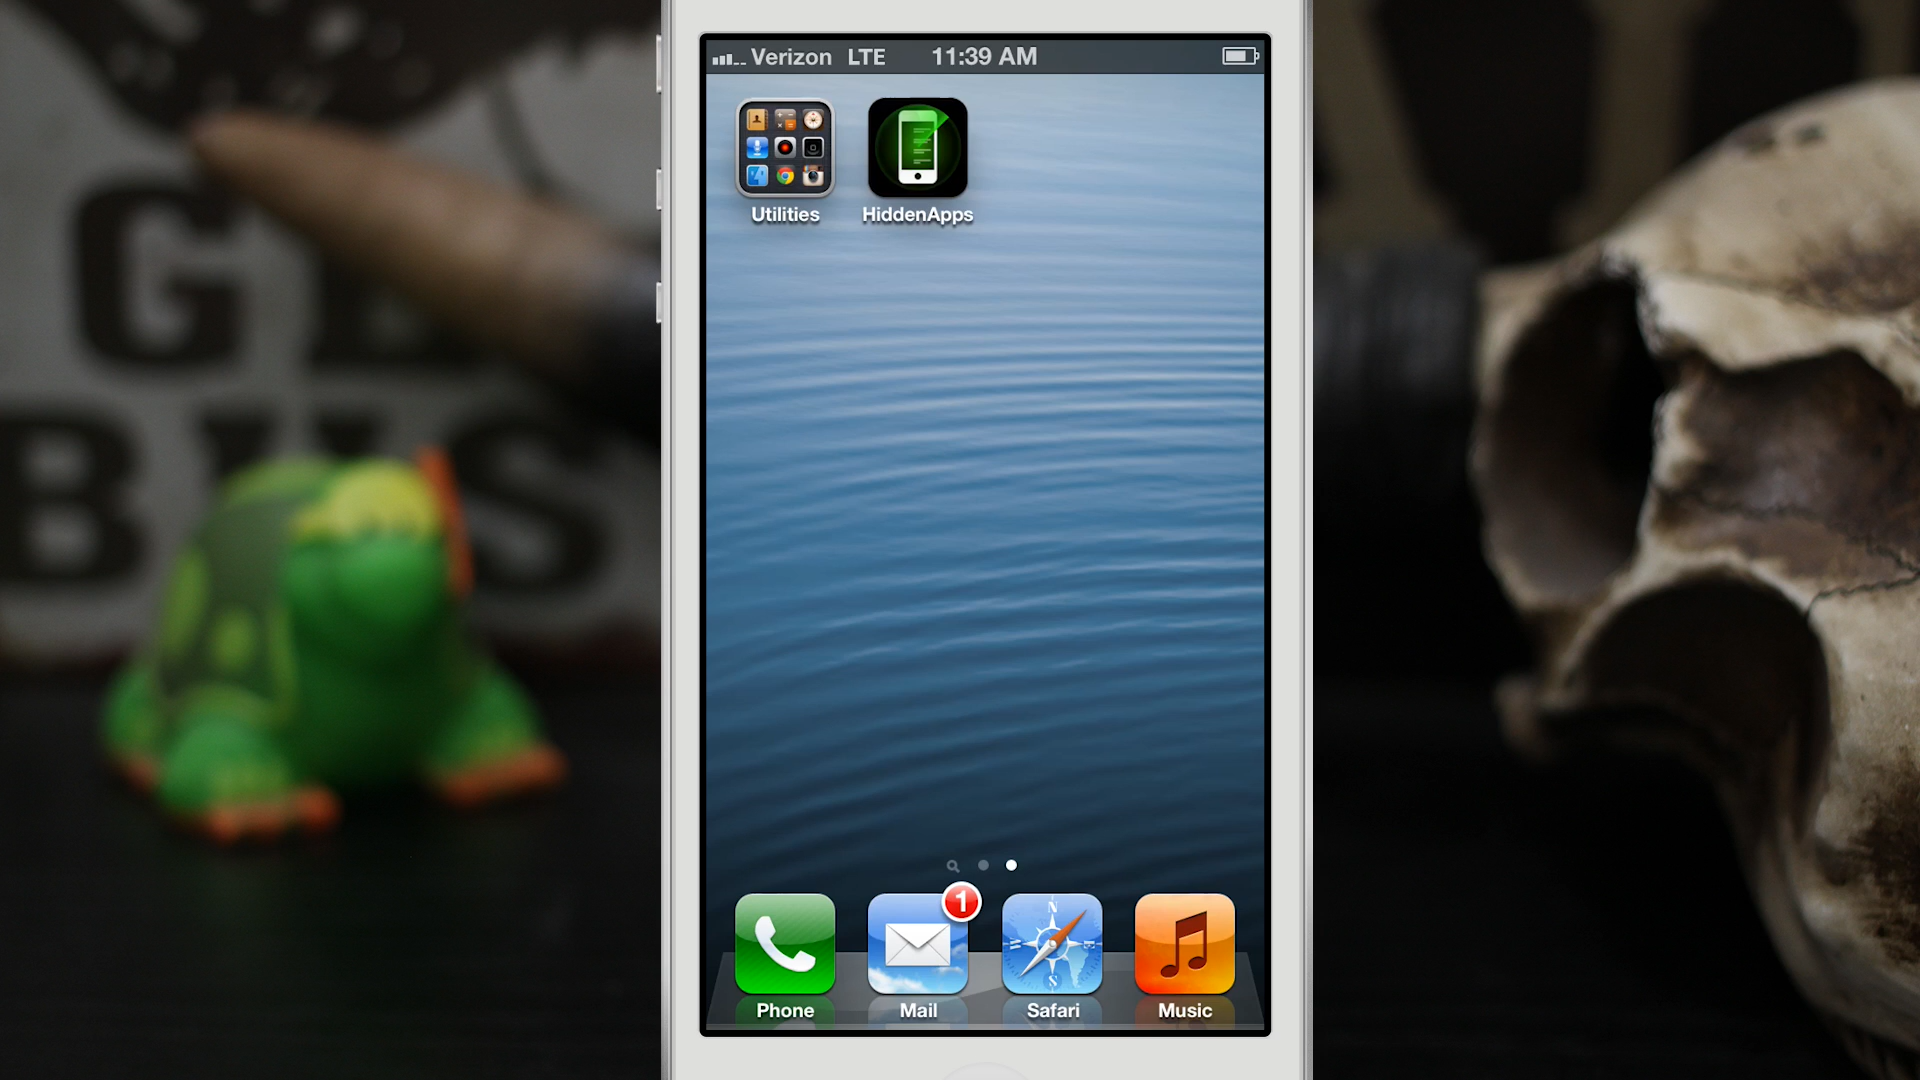 Verizon LTE 11:39 AM
Utilities HiddenApps
1
N
S
Phone Mail Safari Music